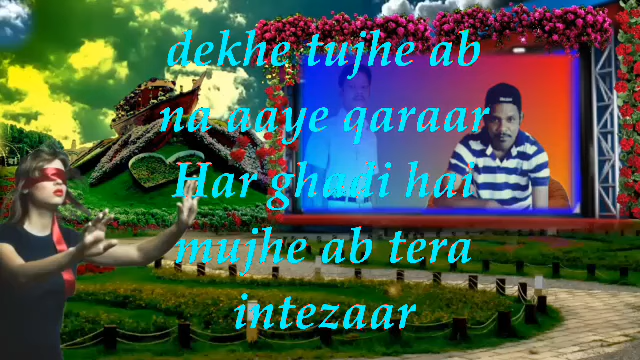 dekhe tujhe ab
na aaye qaraar
Har ghadi hai
mujhe ab tera
intezaar